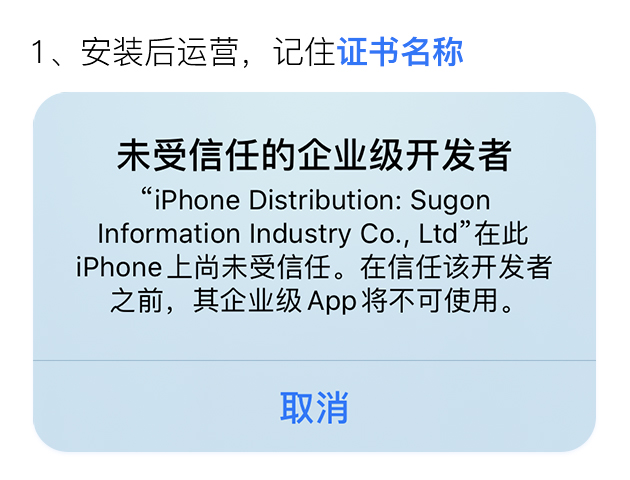 1、安装后运营，记住证书名称
未受信任的企业级开发者
“iPhone Distribution: Sugon
Information Industry Co., Ltd”在此
iPhone上尚未受信任。在信任该开发者
之前，其企业级App将不可使用。
取消